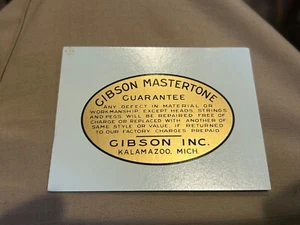 GIBSON MASTERTONE
GUARANTEE
ANY DEFECT IN MATERIAL OR
WORKMANSHIP EXCEPT HEADS, STRINGS
AND PEGS WILL BE REPAIRED FREE OF
CHARGE OR REPLACED WITH ANOTHER OF
SAME STYLE OR VALUE, IF RETURNED
TO OUR FACTORY CHARGES PREPAID
GIBSON INC.
KALAMAZOO, MICH.